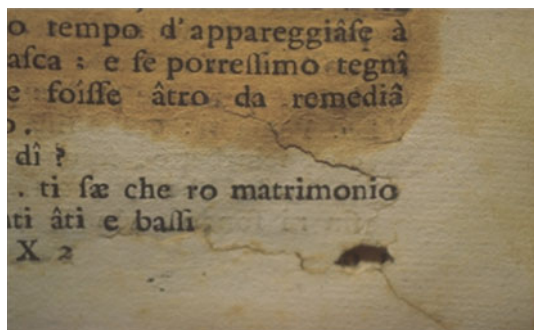 o tempo d'appareggiâſe à
aſca : e ſe porreſſimo tegnî
e foiſſe âtro da remediâ
o .
dî ?
. ti ſæ che ro matrimonio
ti âti e baſſi
X 2